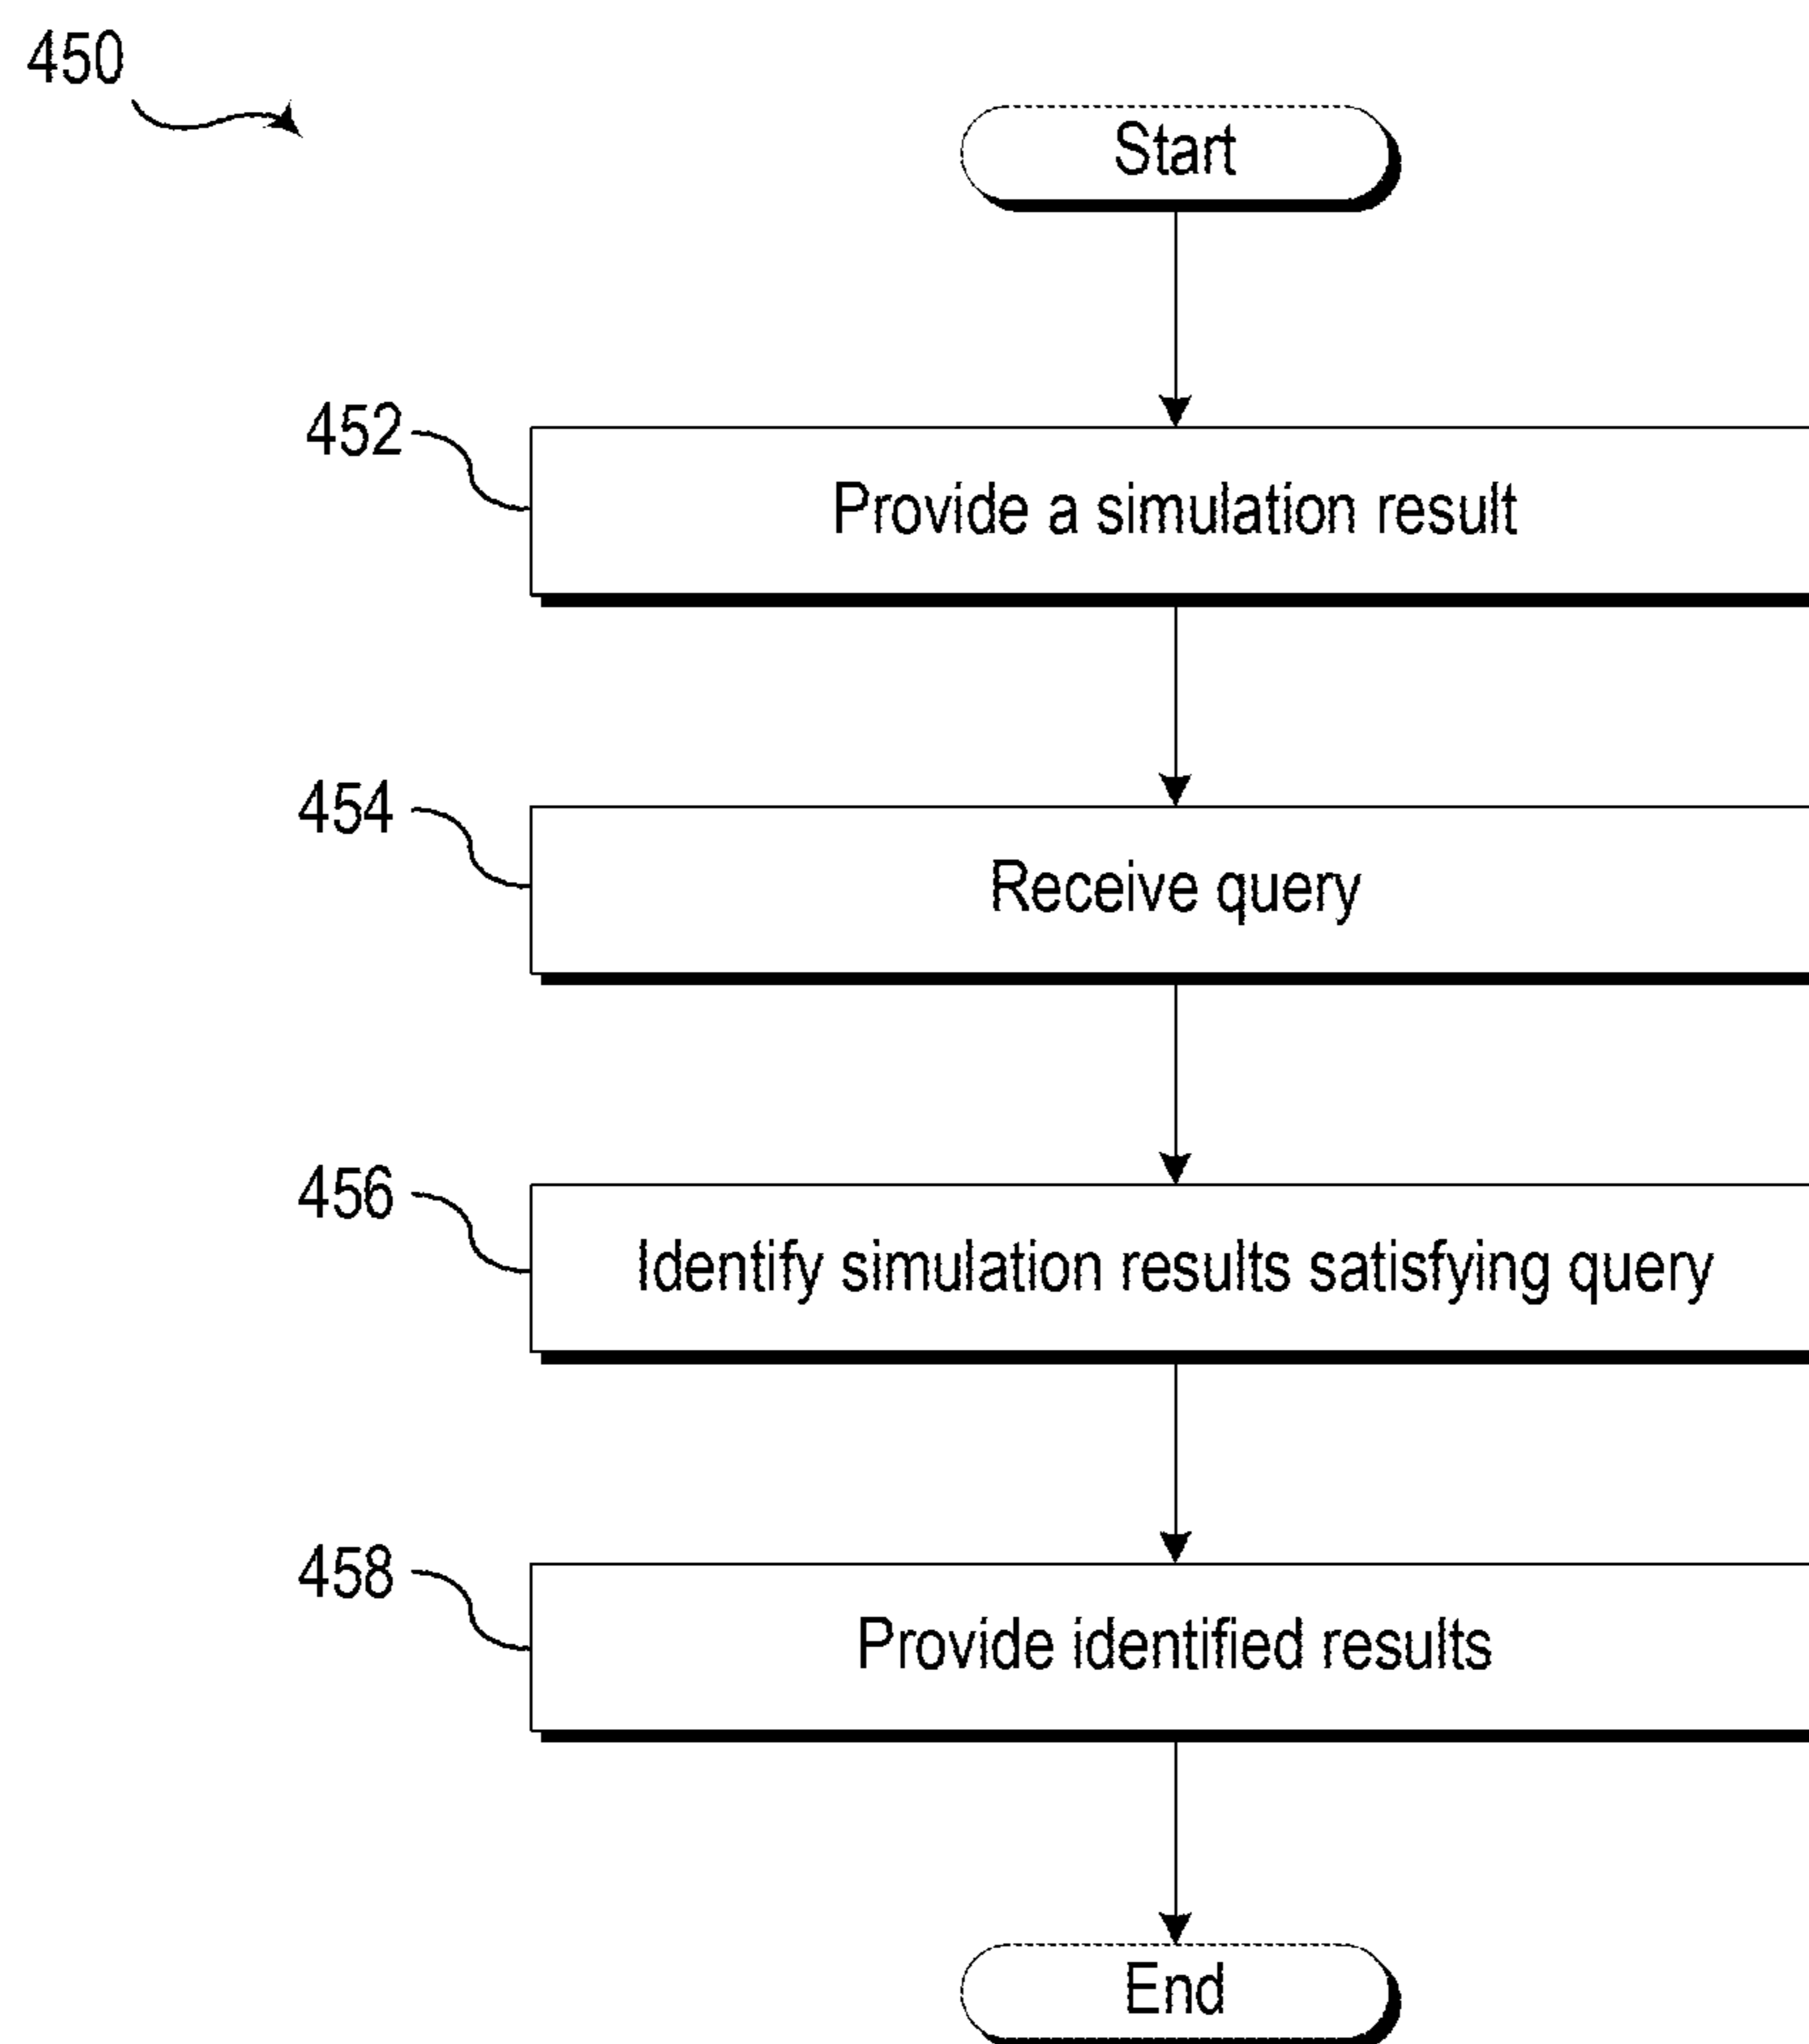 450
Start
452
Provide a simulation result
454
Receive query
456
Identify simulation results satisfying query
458
Provide identified results
End